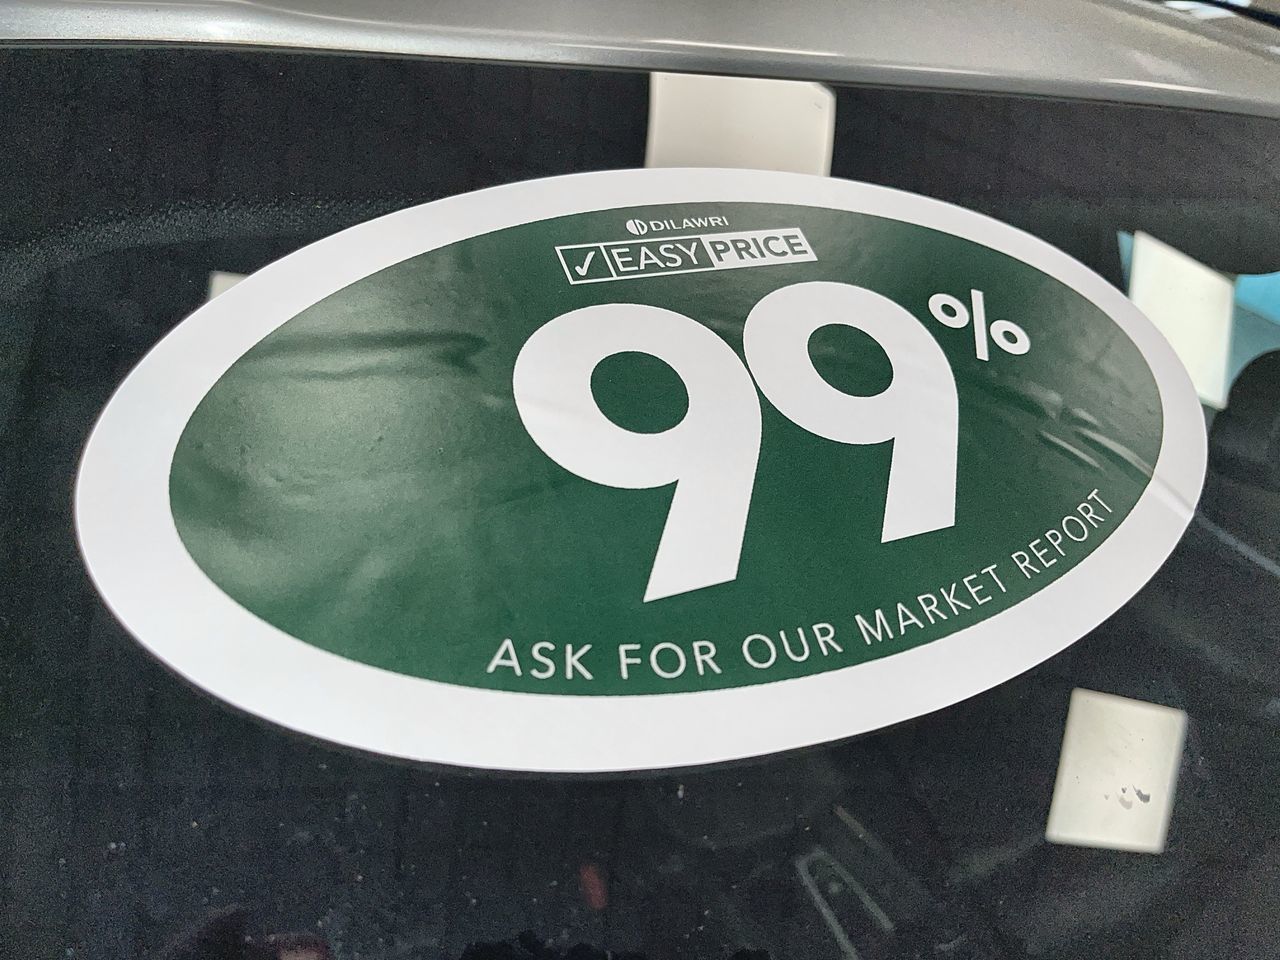 DILAWRI
EASY PRICE
99%
ASK FOR OUR MARKET REPORT